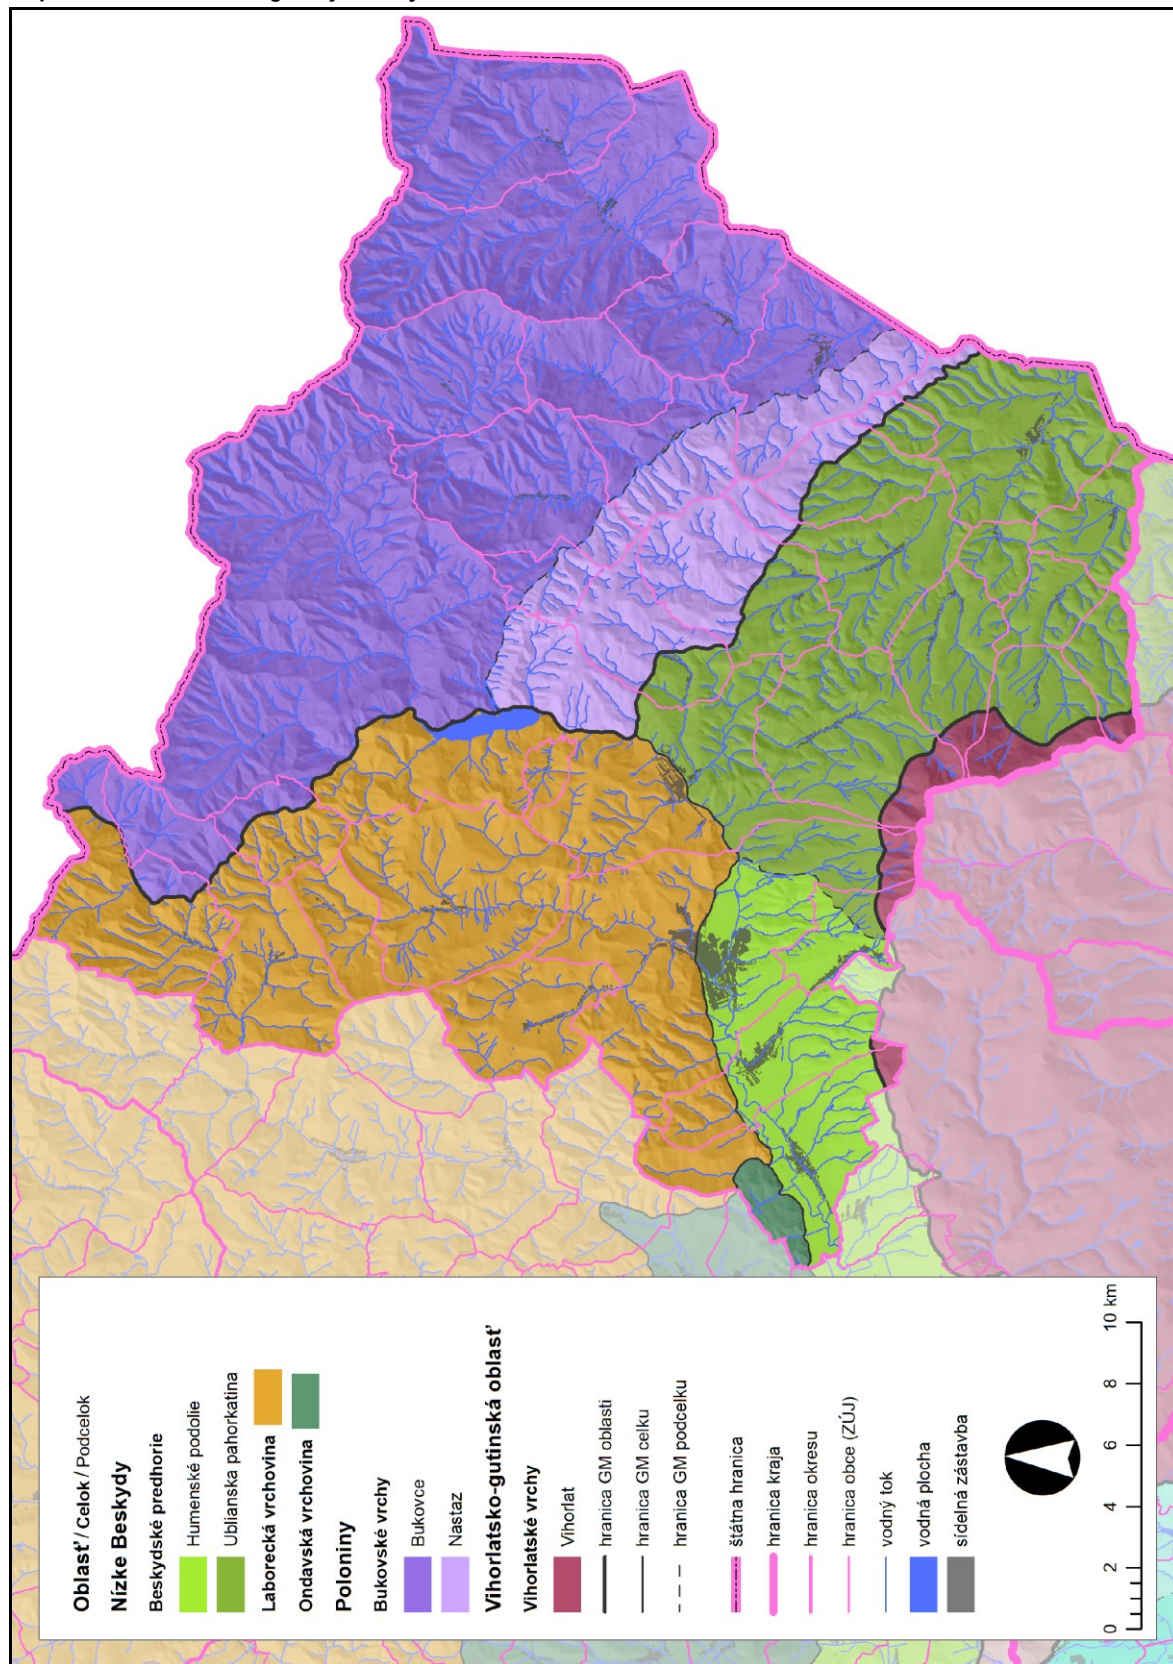 Oblasť / Celok / Podcelok
Nízke Beskydy
Beskydské predhorie
Humenské podolie
Ublianska pahorkatina
Laborecká vrchovina
Ondavská vrchovina
Poloniny
Bukovské vrchy
Bukovce
Nastaz
Vihorlatsko-gutinská oblasť
Vihorlatské vrchy
Vihorlat
hranica GM oblasti
hranica GM celku
hranica GM podcelku
štátna hranica
hranica kraja
hranica okresu
hranica obce (ZÚJ)
vodný tok
vodná plocha
sídelná zástavba
0 2 4 6 8 10 km